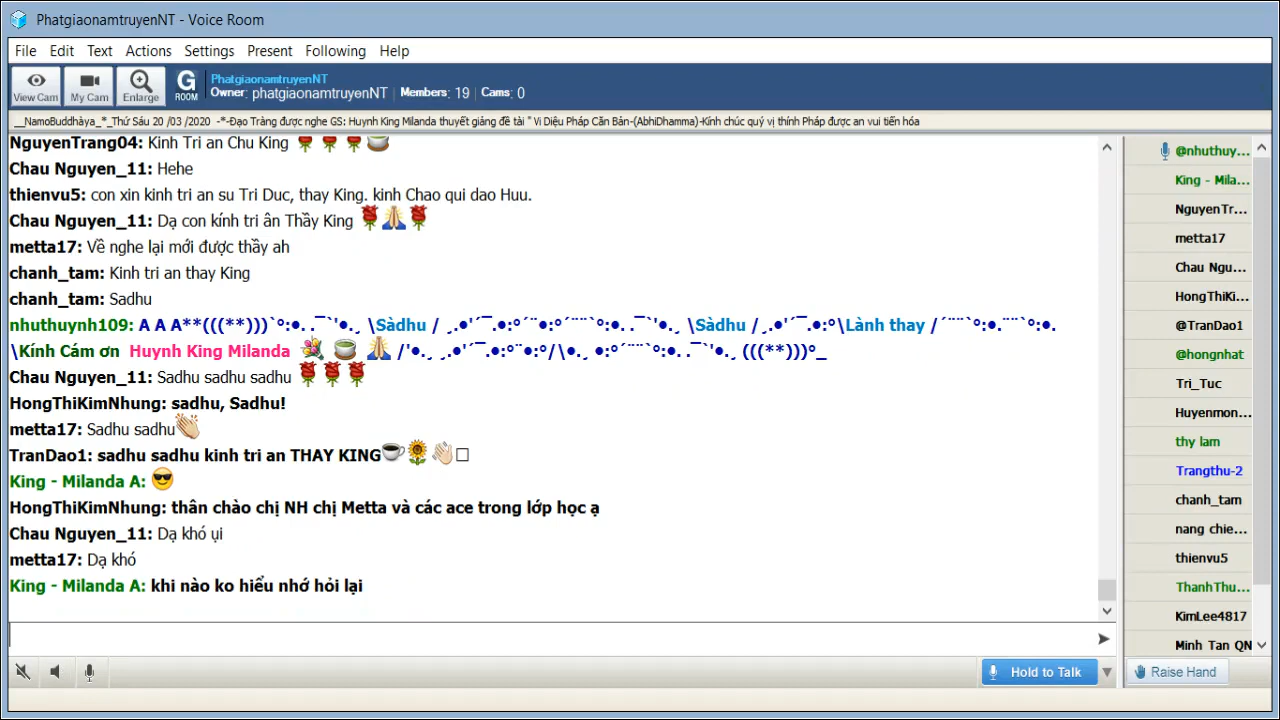 PhatgiaonamtruyenNT - Voice Room
File Edit Text Actions Settings Present Following Help
View Cam My Cam Enlarge G ROOM
PhatgiaonamtruyenNT
Owner: phatgiaonamtruyenNT | Members: 19 | Cams: 0
__NamoBuddhàya_*_Thứ Sáu 20 /03 /2020 -*-Đạo Tràng được nghe GS: Huynh King Milanda thuyết giảng đề tài " Vi Diệu Pháp Căn Bản-(AbhiDhamma)-Kính chúc quý vị thính Pháp được an vui tiến hóa
NguyenTrang04: Kinh Tri an Chu King 🌹 🌹 🌹🍵
Chau Nguyen_11: Hehe
thienvu5: con xin kinh tri an su Tri Duc, thay King. kinh Chao qui dao Huu.
Chau Nguyen_11: Dạ con kính tri ân Thầy King 🌹🙏🌹
metta17: Về nghe lại mới được thầy ah
chanh_tam: Kinh tri an thay King
chanh_tam: Sadhu
nhuthuynh109: A A A**(((**)))`°:•. .¯`'•.¸ \Sàdhu / ¸.•'´¯.•:°´¨•:°´¨¨`°:•. .¯`'•.¸ \Sàdhu /¸.•'´¯.•:°\Lành thay /´¨¨`°:•.¨¨`°:•.
\Kính Cám ơn Huynh King Milanda 💐 🍵 🙏 /'•.¸ ¸.•'´¯.•:°¨•:°/\•.¸ •:°´¨¨`°:•. .¯`'•.¸ (((**)))°_
Chau Nguyen_11: Sadhu sadhu sadhu 🌹🌹🌹
HongThiKimNhung: sadhu, Sadhu!
metta17: Sadhu sadhu👏
TranDao1: sadhu sadhu kinh tri an THAY KING☕🌻👋□
King - Milanda A: 😎
HongThiKimNhung: thân chào chị NH chị Metta và các ace trong lớp học ạ
Chau Nguyen_11: Dạ khó ụi
metta17: Dạ khó
King - Milanda A: khi nào ko hiểu nhớ hỏi lại
@nhuthuy...
King - Mila...
NguyenTr...
metta17
Chau Ngu...
HongThiKi...
@TranDao1
@hongnhat
Tri_Tuc
Huyenmon...
thy lam
Trangthu-2
chanh_tam
nang chie...
thienvu5
ThanhThu...
KimLee4817
Minh Tan QN
Hold to Talk
Raise Hand